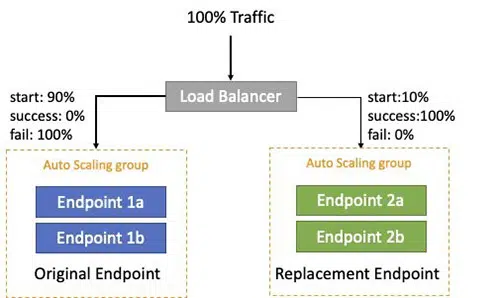 100% Traffic
Load Balancer
start: 90%
success: 0%
fail: 100%
start:10%
success:100%
fail: 0%
Auto Scaling group
Endpoint 1a
Endpoint 1b
Original Endpoint
Auto Scaling group
Endpoint 2a
Endpoint 2b
Replacement Endpoint